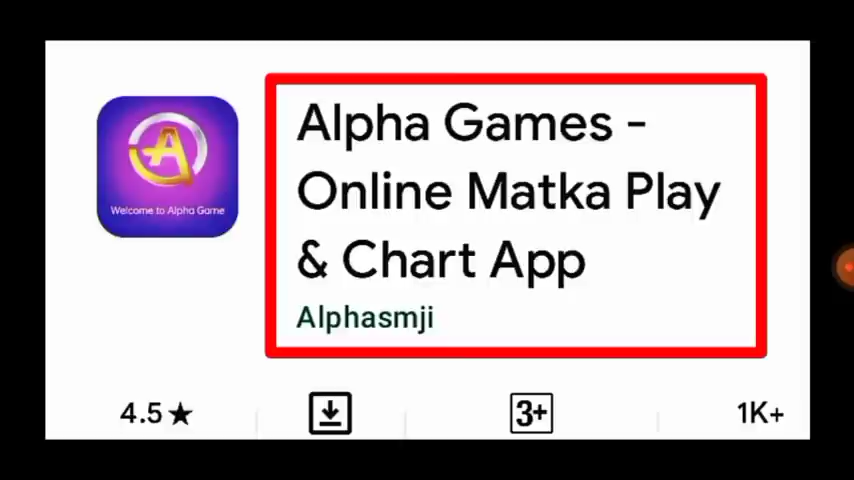 Alpha Games -
Online Matka Play
& Chart App
Alphasmji
Welcome to Alpha Game
4.5★
3+
1K+